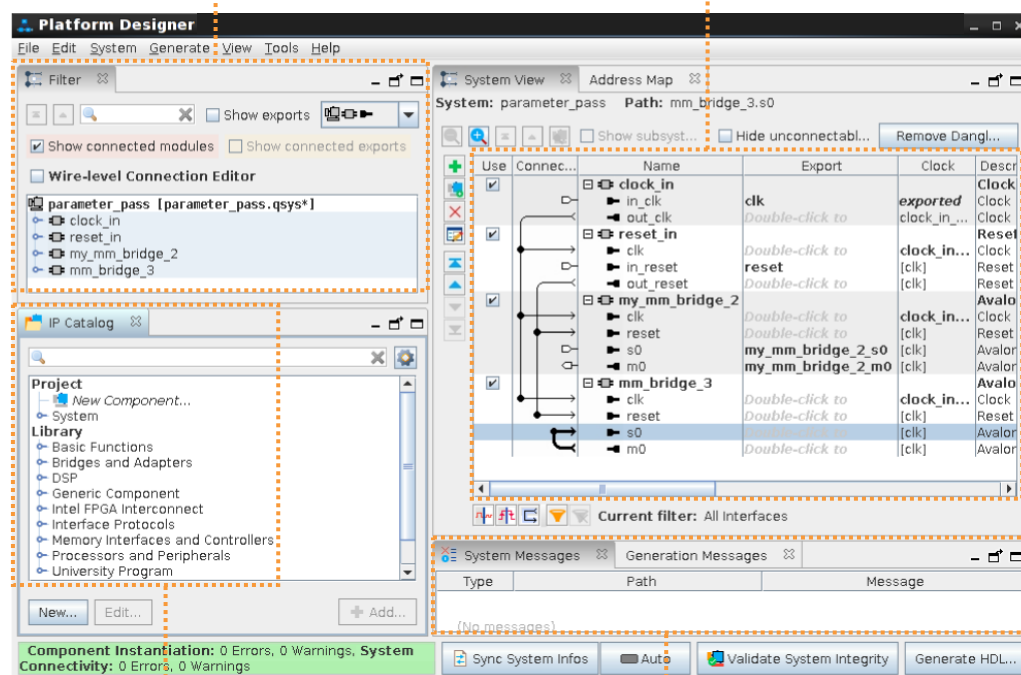 Platform Designer
File Edit System Generate View Tools Help
Filter
Show exports
Show connected modules Show connected exports
Wire-level Connection Editor
parameter_pass [parameter_pass.qsys*]
clock_in
reset_in
my_mm_bridge_2
mm_bridge_3
IP Catalog
Project
New Component...
System
Library
Basic Functions
Bridges and Adapters
DSP
Generic Component
Intel FPGA Interconnect
Interface Protocols
Memory Interfaces and Controllers
Processors and Peripherals
University Program
New... Edit... Add...
Component Instantiation: 0 Errors, 0 Warnings, System
Connectivity: 0 Errors, 0 Warnings
System View Address Map
System: parameter_pass Path: mm_bridge_3.s0
Show subsyst... Hide unconnectabl... Remove Dangl...
Use Connec... Name Export Clock Descr
clock_in Clock
in_clk clk exported Clock
out_clk Double-click to clock_in_... Clock
reset_in Reset
clk Double-click to clock_in... Clock
in_reset reset [clk] Reset
out_reset Double-click to [clk] Reset
my_mm_bridge_2 Avalo
clk Double-click to clock_in... Clock
reset Double-click to [clk] Reset
s0 my_mm_bridge_2_s0 [clk] Avalon
m0 my_mm_bridge_2_m0 [clk] Avalon
mm_bridge_3 Avalo
clk Double-click to clock_in... Clock
reset Double-click to [clk] Reset
s0 Double-click to [clk] Avalon
m0 Double-click to [clk] Avalon
Current filter: All Interfaces
System Messages Generation Messages
Type Path Message
(No messages)
Sync System Infos Auto Validate System Integrity Generate HDL...